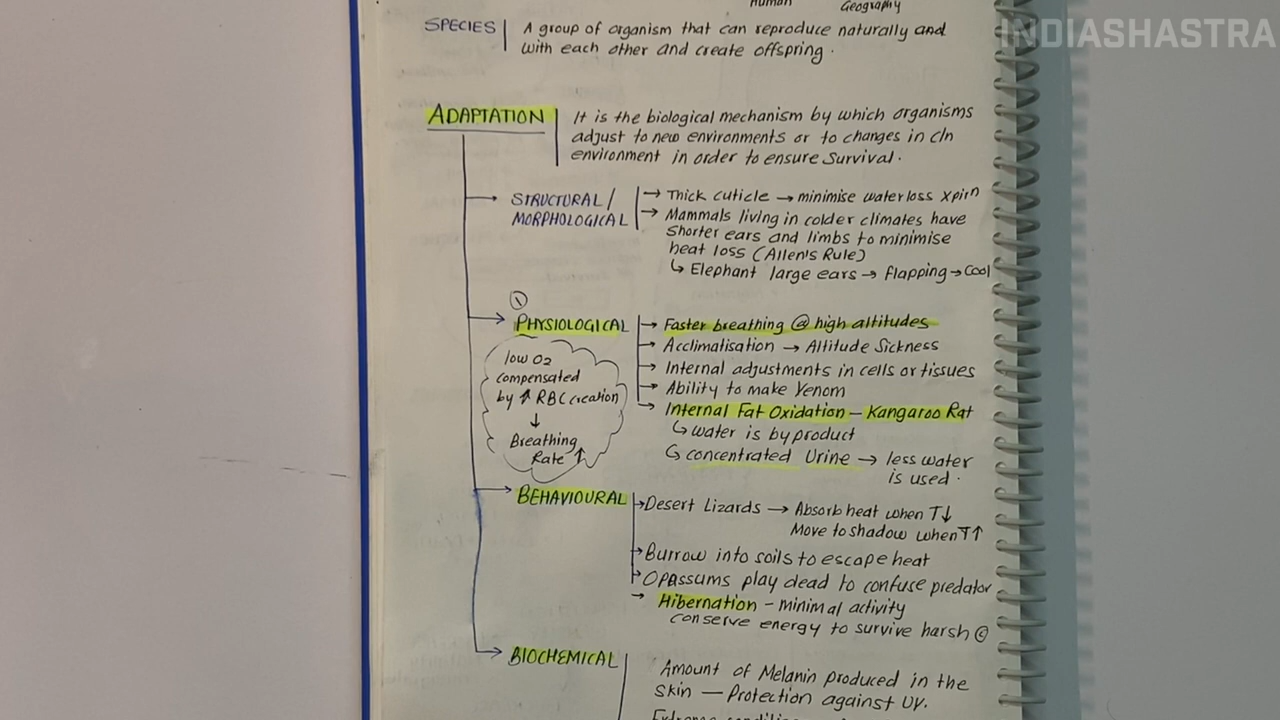 Human
Geography
INDIASHASTRA
SPECIES | A group of organism that can reproduce naturally and
with each other and create offspring.
ADAPTATION | It is the biological mechanism by which organisms
adjust to new environments or to changes in c/n
environment in order to ensure survival.
→ STRUCTURAL/
MORPHOLOGICAL
→ Thick cuticle → minimise water loss xpirn
→ Mammals living in colder climates have
shorter ears and limbs to minimise
heat loss (Allen's Rule)
↳ Elephant large ears → Flapping → Cool
①
→ PHYSIOLOGICAL
→ Faster breathing @ high altitudes
→ Acclimatisation → Altitude Sickness
→ Internal adjustments in cells or tissues
→ Ability to make Venom
→ Internal Fat Oxidation - Kangaroo Rat
↳ water is by product
↳ concentrated Urine → less water
is used.
low O2
compensated
by ↑ RBC creation
↓
Breathing
Rate ↑
→ BEHAVIOURAL
→ Desert Lizards → Absorb heat when T↓
Move to shadow when T↑
→ Burrow into soils to escape heat
→ Opassums play dead to confuse predator
→ Hibernation - minimal activity
conserve energy to survive harsh ©
→ BIOCHEMICAL
Amount of Melanin produced in the
skin — Protection against UV.